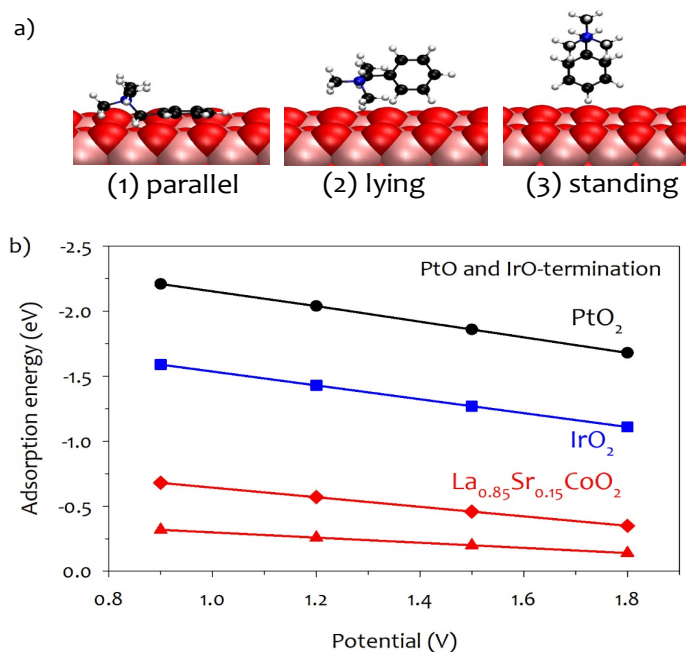 a)
(1) parallel
(2) lying
(3) standing
b)
-2.5
-2.0
-1.5
-1.0
-0.5
0.0
Adsorption energy (eV)
PtO and IrO-termination
PtO₂
IrO₂
La₀.₈₅Sr₀.₁₅CoO₂
0.8 1.0 1.2 1.4 1.6 1.8
Potential (V)